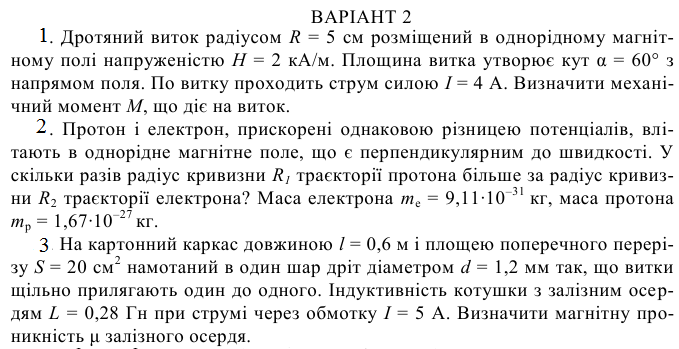 ВАРІАНТ 2
1. Дротяний виток радіусом R = 5 см розміщений в однорідному магніт-
ному полі напруженістю H = 2 кА/м. Площина витка утворює кут α = 60° з
напрямом поля. По витку проходить струм силою I = 4 А. Визначити механі-
чний момент M, що діє на виток.
2. Протон і електрон, прискорені однаковою різницею потенціалів, влі-
тають в однорідне магнітне поле, що є перпендикулярним до швидкості. У
скільки разів радіус кривизни R₁ траєкторії протона більше за радіус кривиз-
ни R₂ траєкторії електрона? Маса електрона mₑ = 9,11·10⁻³¹ кг, маса протона
mₚ = 1,67·10⁻²⁷ кг.
3. На картонний каркас довжиною l = 0,6 м і площею поперечного перері-
зу S = 20 см² намотаний в один шар дріт діаметром d = 1,2 мм так, що витки
щільно прилягають один до одного. Індуктивність котушки з залізним осер-
дям L = 0,28 Гн при струмі через обмотку I = 5 А. Визначити магнітну про-
никність μ залізного осердя.